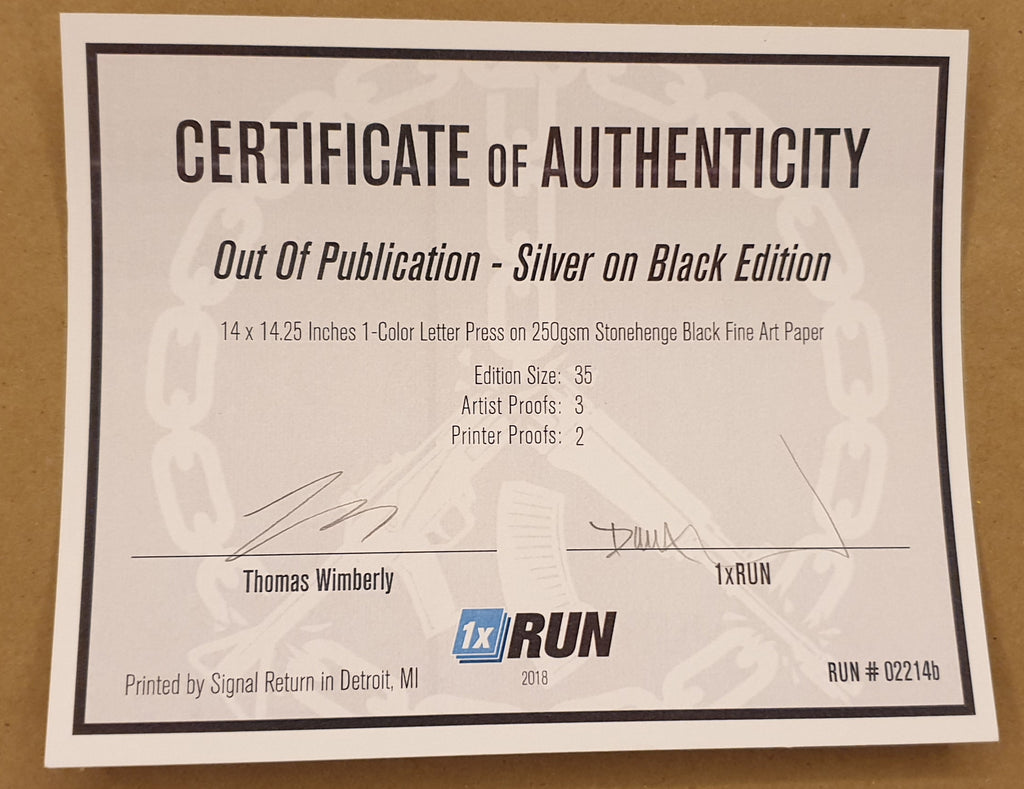 CERTIFICATE OF AUTHENTICITY
Out Of Publication - Silver on Black Edition
14 x 14.25 Inches 1-Color Letter Press on 250gsm Stonehenge Black Fine Art Paper
Edition Size: 35
Artist Proofs: 3
Printer Proofs: 2
Thomas Wimberly
1xRUN
1x RUN
2018
Printed by Signal Return in Detroit, MI
RUN # 02214b